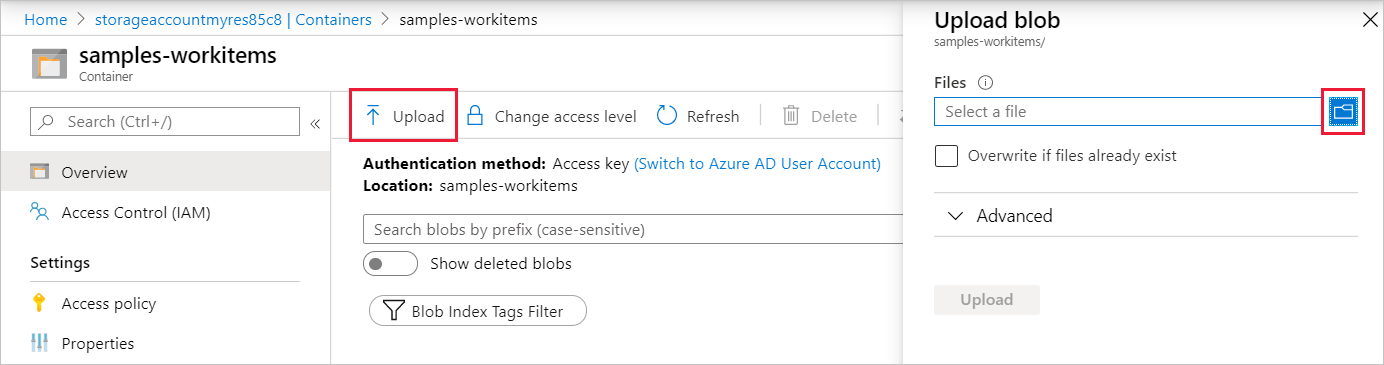 Home > storageaccountmyres85c8 | Containers > samples-workitems
samples-workitems
Container
Search (Ctrl+/)
«
Overview
Access Control (IAM)
Settings
Access policy
Properties
Upload Change access level Refresh Delete
Authentication method: Access key (Switch to Azure AD User Account)
Location: samples-workitems
Search blobs by prefix (case-sensitive)
Show deleted blobs
Blob Index Tags Filter
Upload blob
samples-workitems/
Files
Select a file
Overwrite if files already exist
Advanced
Upload